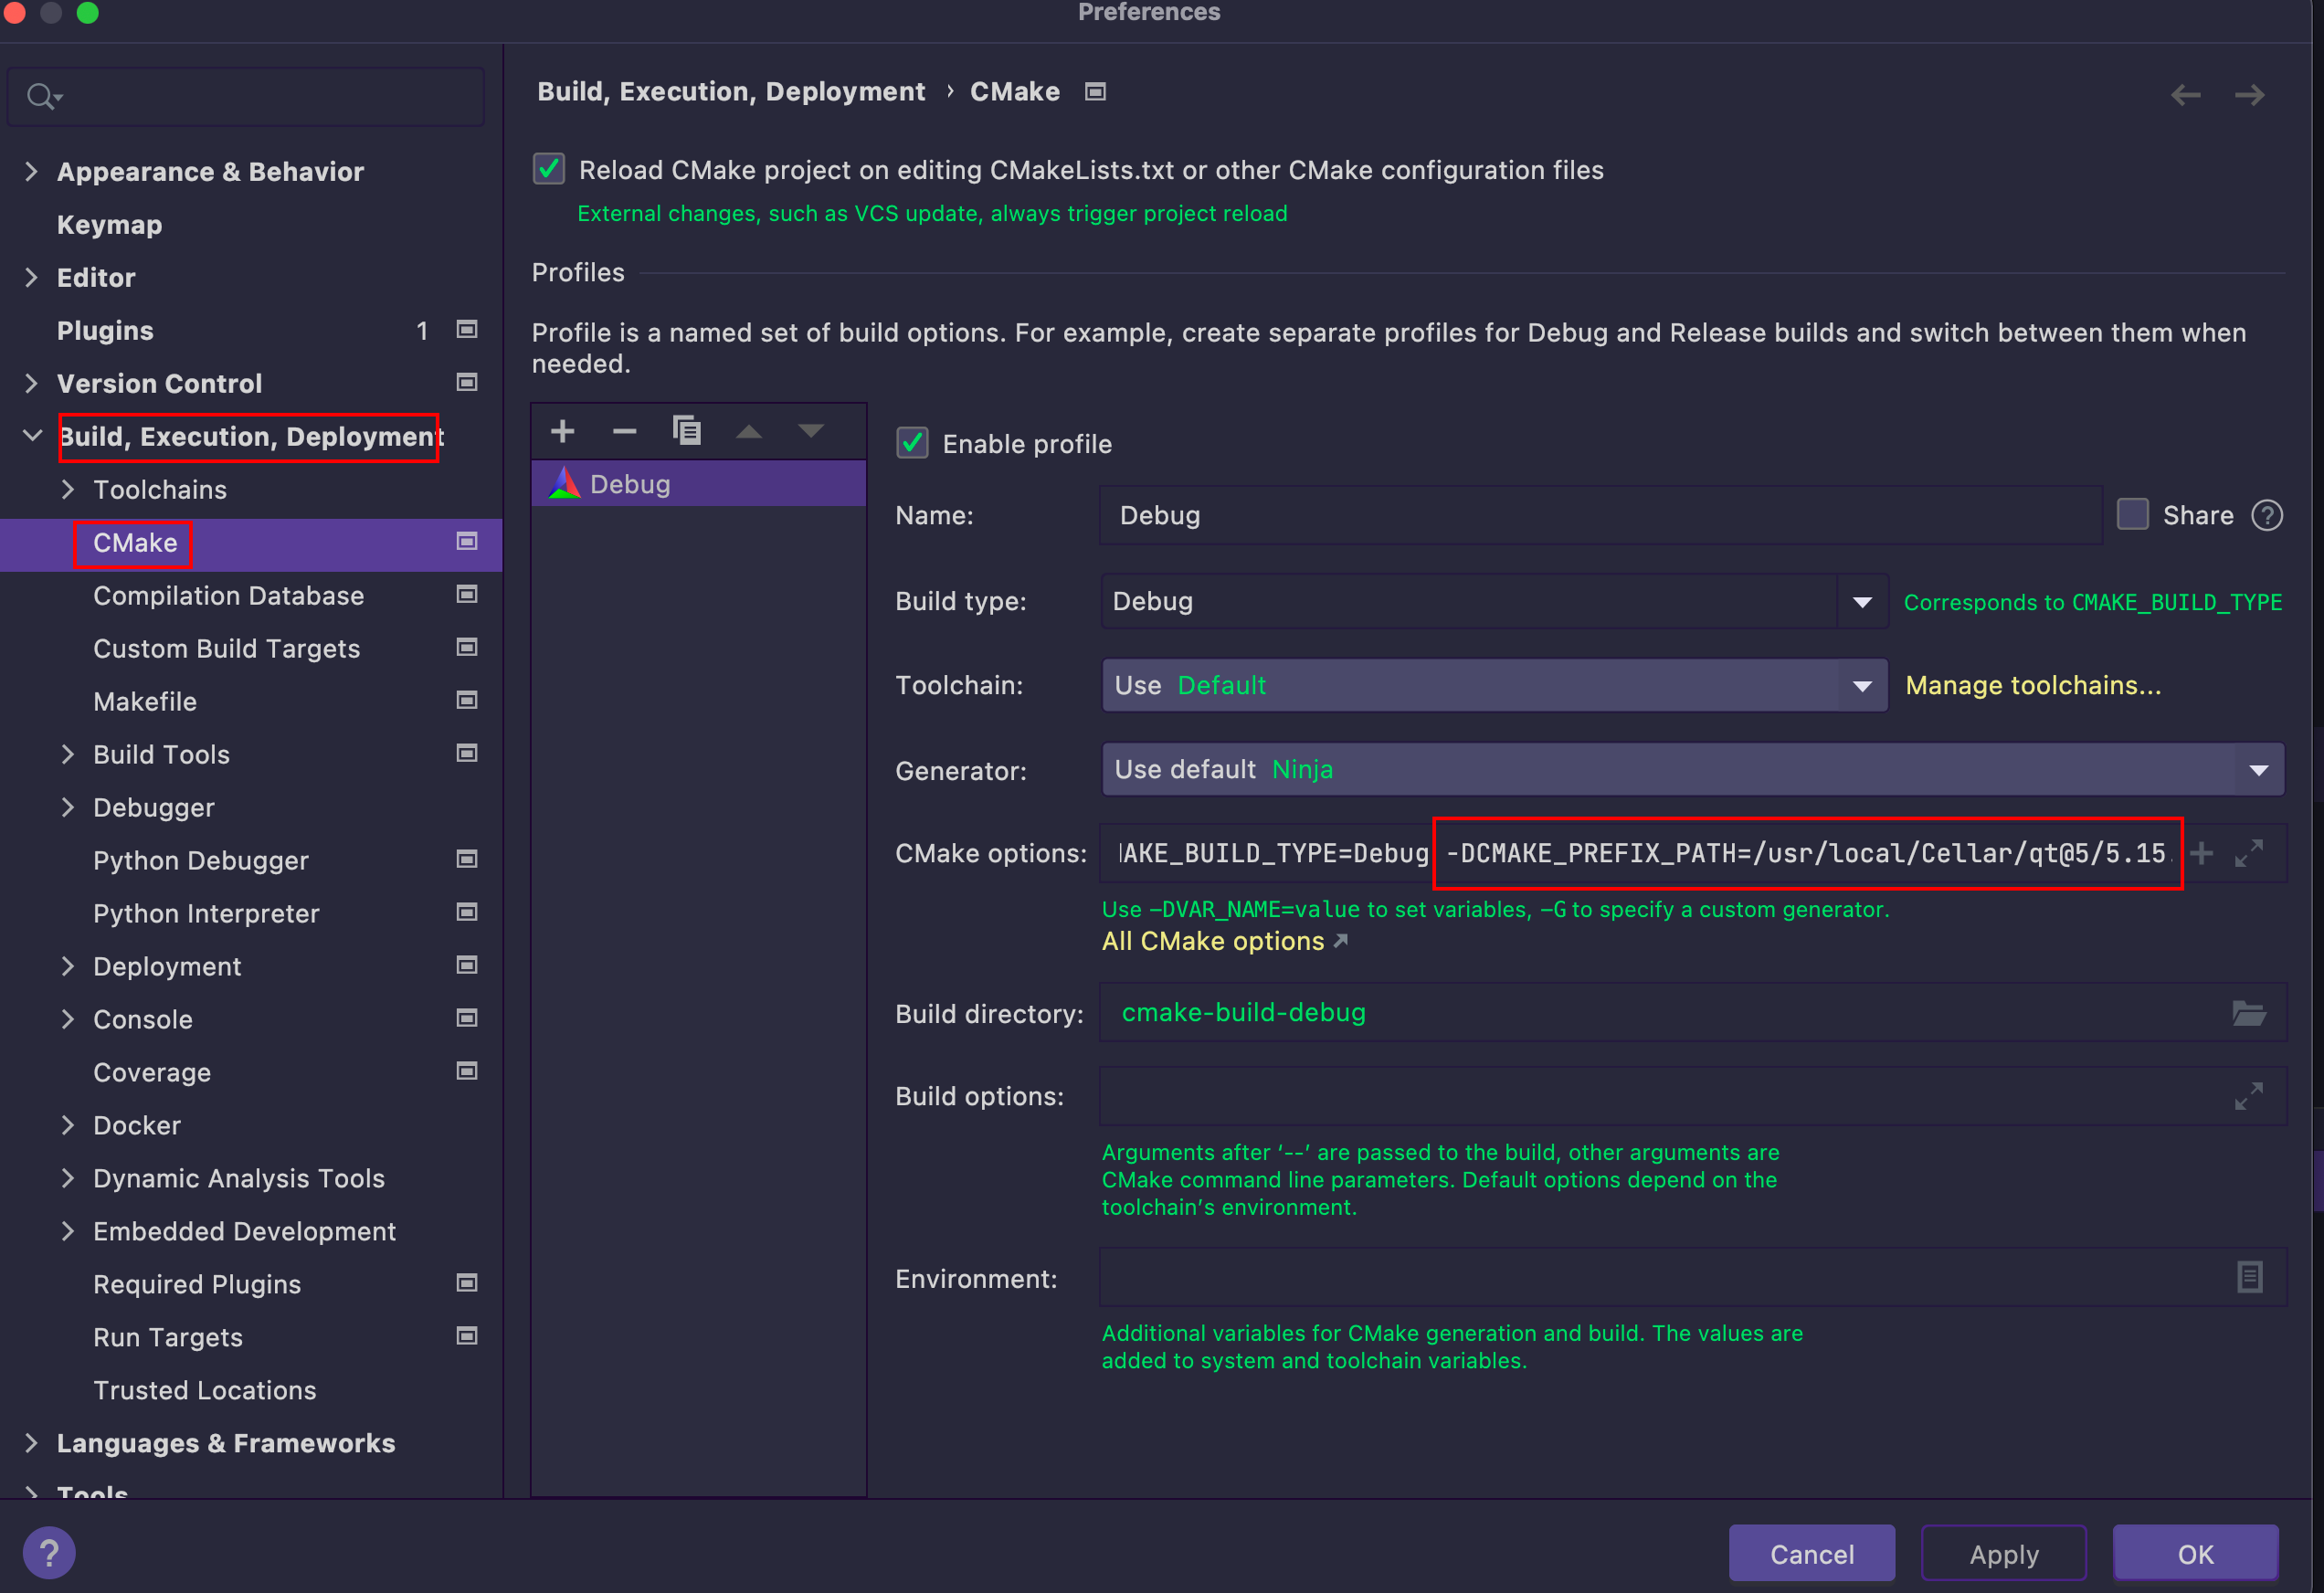 Preferences
Appearance & Behavior
Keymap
Editor
Plugins 1
Version Control
Build, Execution, Deployment
Toolchains
CMake
Compilation Database
Custom Build Targets
Makefile
Build Tools
Debugger
Python Debugger
Python Interpreter
Deployment
Console
Coverage
Docker
Dynamic Analysis Tools
Embedded Development
Required Plugins
Run Targets
Trusted Locations
Languages & Frameworks
Tools
?
Build, Execution, Deployment › CMake
Reload CMake project on editing CMakeLists.txt or other CMake configuration files
External changes, such as VCS update, always trigger project reload
Profiles
Profile is a named set of build options. For example, create separate profiles for Debug and Release builds and switch between them when
needed.
Debug
Enable profile
Name: Debug Share ?
Build type: Debug Corresponds to CMAKE_BUILD_TYPE
Toolchain: Use Default Manage toolchains...
Generator: Use default Ninja
CMake options: AKE_BUILD_TYPE=Debug -DCMAKE_PREFIX_PATH=/usr/local/Cellar/qt@5/5.15.
Use –DVAR_NAME=value to set variables, –G to specify a custom generator.
All CMake options ↗
Build directory: cmake-build-debug
Build options:
Arguments after ‘--’ are passed to the build, other arguments are
CMake command line parameters. Default options depend on the
toolchain’s environment.
Environment:
Additional variables for CMake generation and build. The values are
added to system and toolchain variables.
Cancel Apply OK